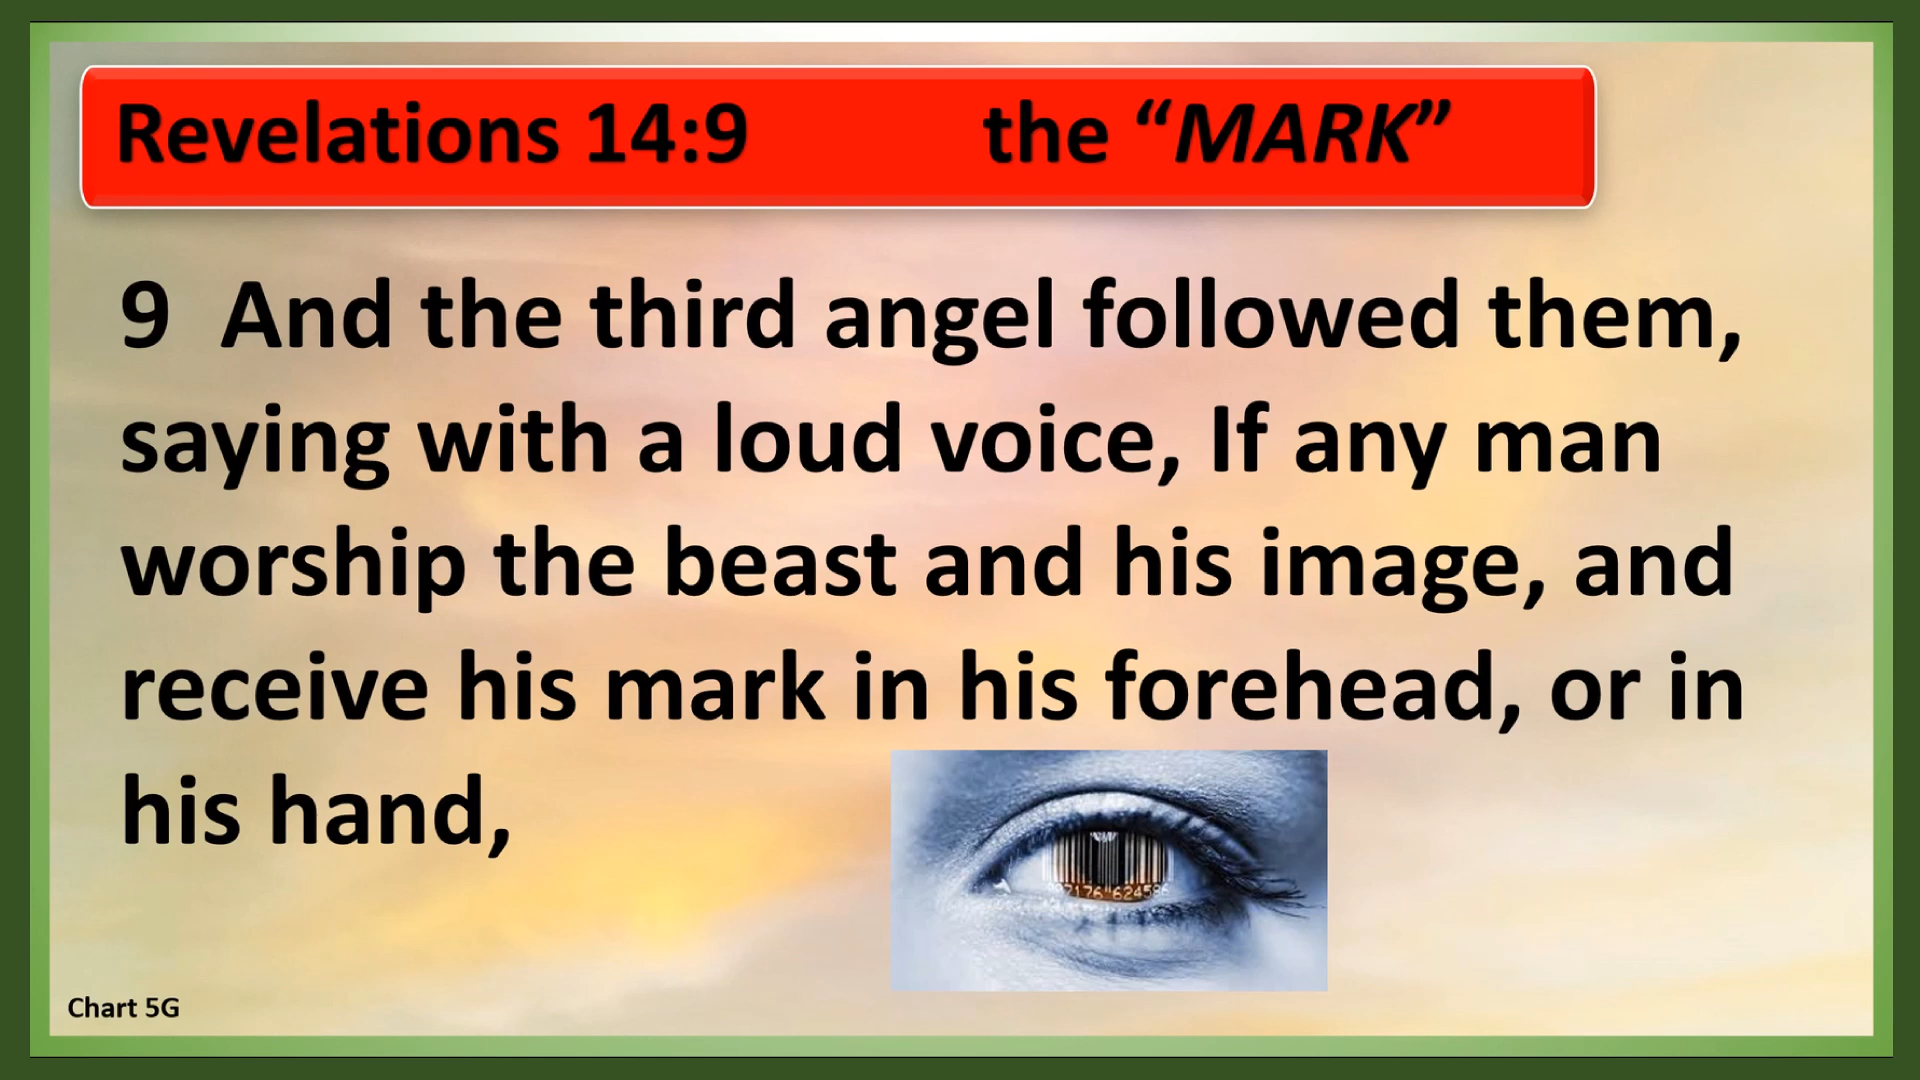 Revelations 14:9 the “MARK”
9 And the third angel followed them,
saying with a loud voice, If any man
worship the beast and his image, and
receive his mark in his forehead, or in
his hand,
7176 "62458
Chart 5G